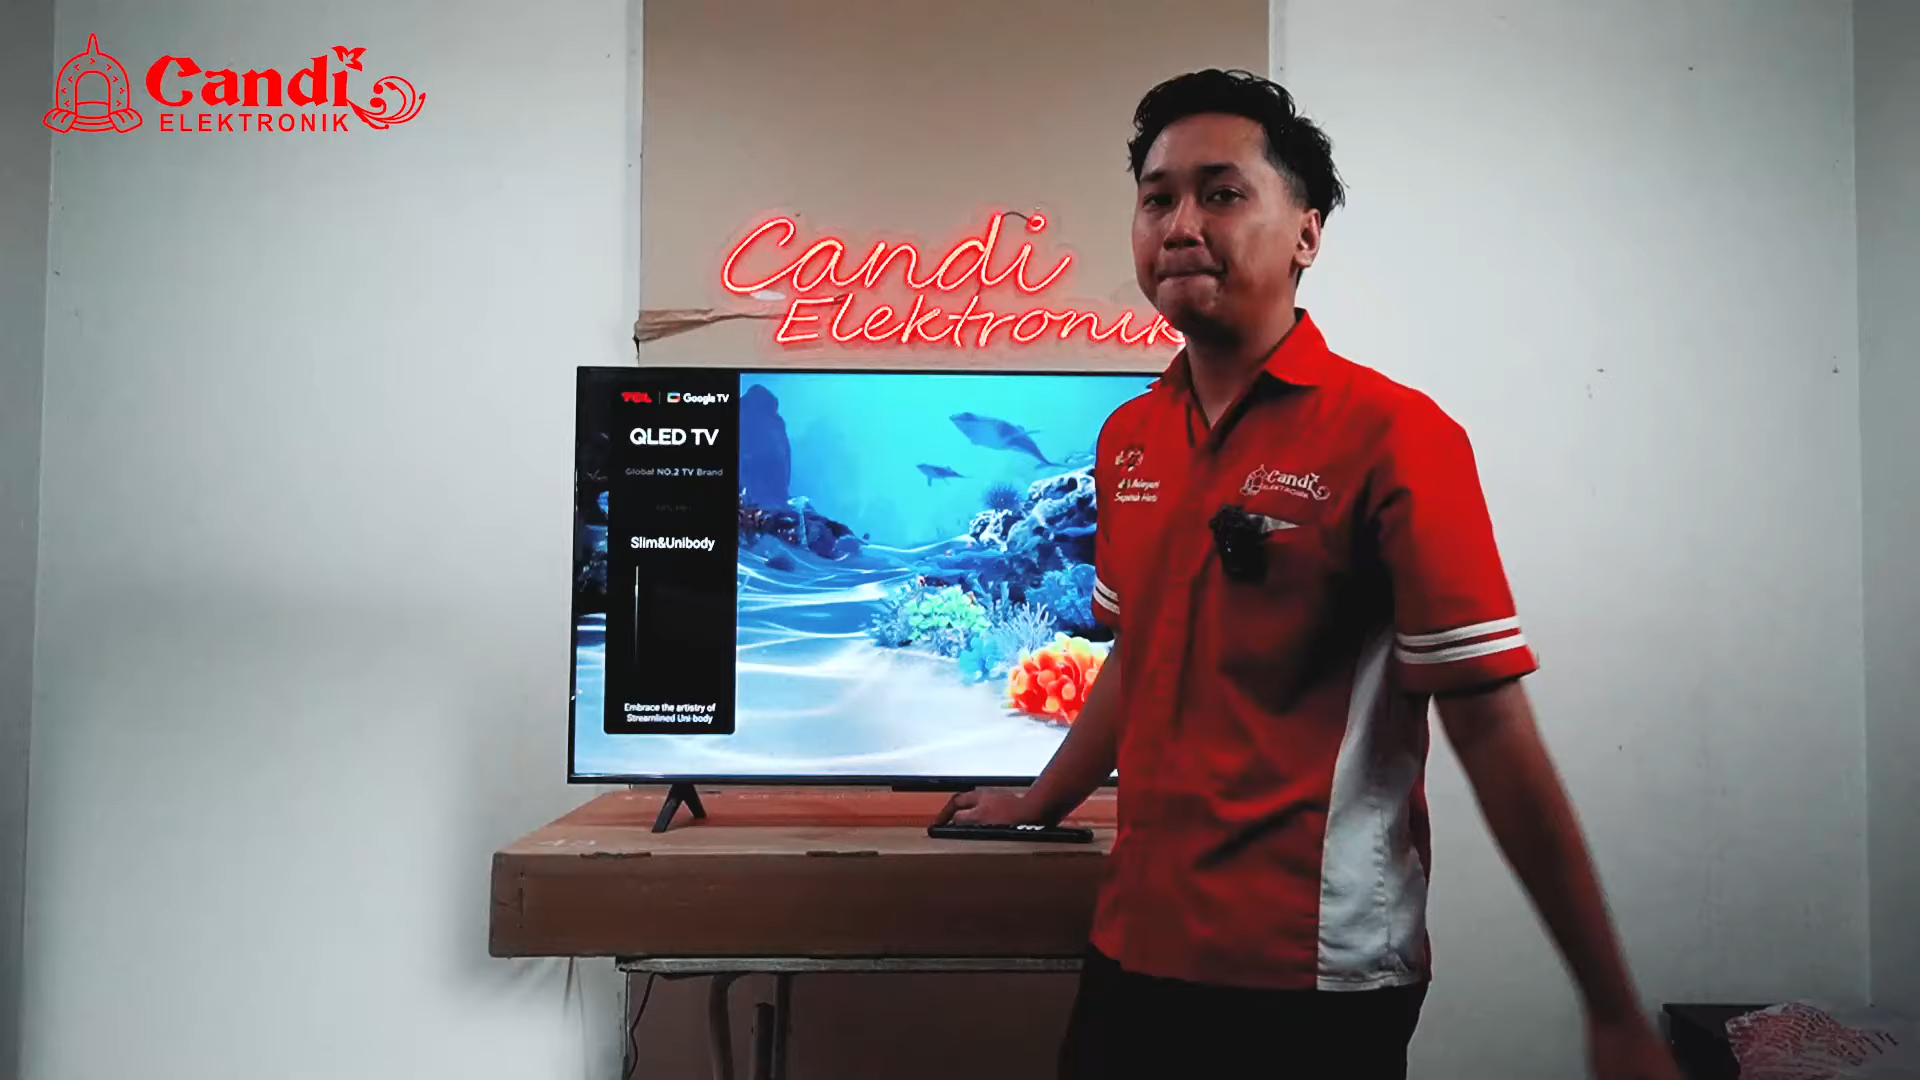 Candi
ELEKTRONIK
Candi
Elektronik
TCL | Google TV
QLED TV
Global NO.2 TV Brand
Slim&Unibody
Embrace the artistry of
Streamlined Uni-body
Candi
ELEKTRONIK